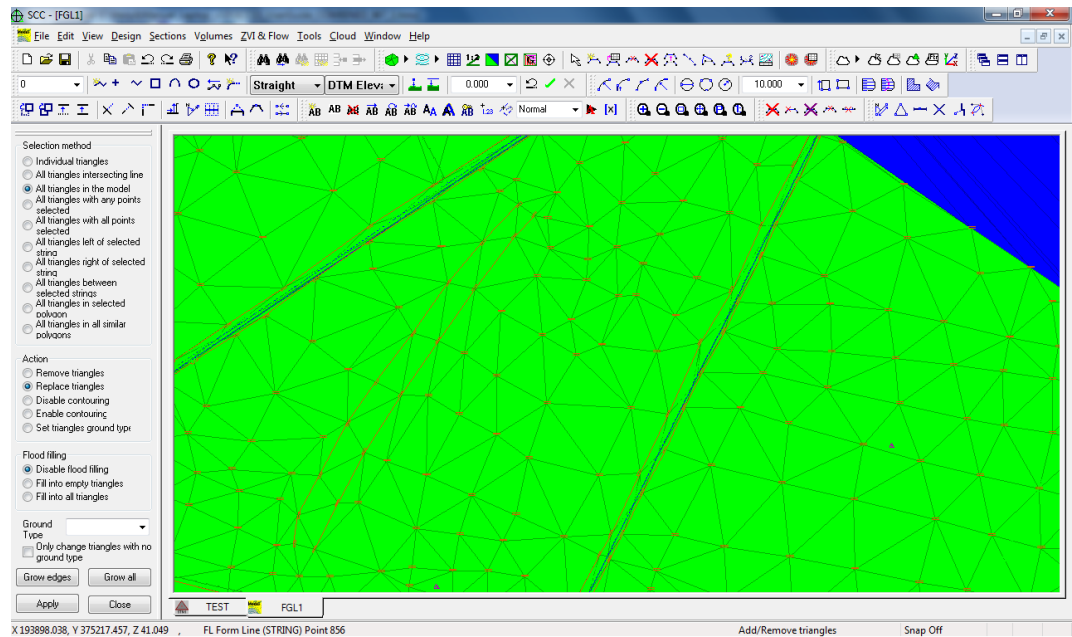 SCC - [FGL1]
File Edit View Design Sections Volumes ZVI & Flow Tools Cloud Window Help
0 Straight DTM Elev: 0.000 10.000
Normal
Selection method
Individual triangles
All triangles intersecting line
All triangles in the model
All triangles with any points
selected
All triangles with all points
selected
All triangles left of selected
string
All triangles right of selected
string
All triangles between
selected strings
All triangles in selected
polygon
All triangles in all similar
polygons
Action
Remove triangles
Replace triangles
Disable contouring
Enable contouring
Set triangles ground type
Flood filling
Disable flood filling
Fill into empty triangles
Fill into all triangles
Ground
Type
Only change triangles with no
ground type
Grow edges Grow all
Apply Close
TEST FGL1
X 193898.038, Y 375217.457, Z 41.049 , FL Form Line (STRING) Point 856 Add/Remove triangles Snap Off